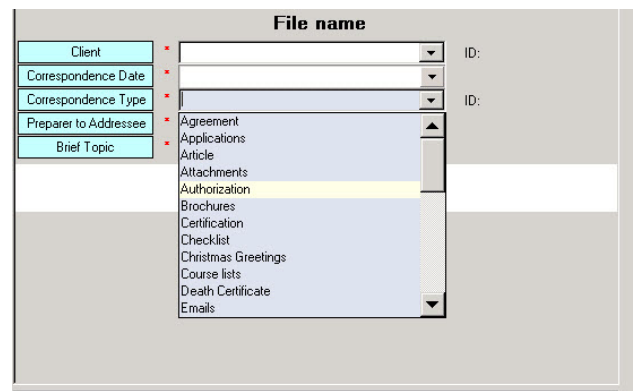 File name
Client * ID:
Correspondence Date *
Correspondence Type * ID:
Preparer to Addressee *
Brief Topic *
Agreement
Applications
Article
Attachments
Authorization
Brochures
Certification
Checklist
Christmas Greetings
Course lists
Death Certificate
Emails